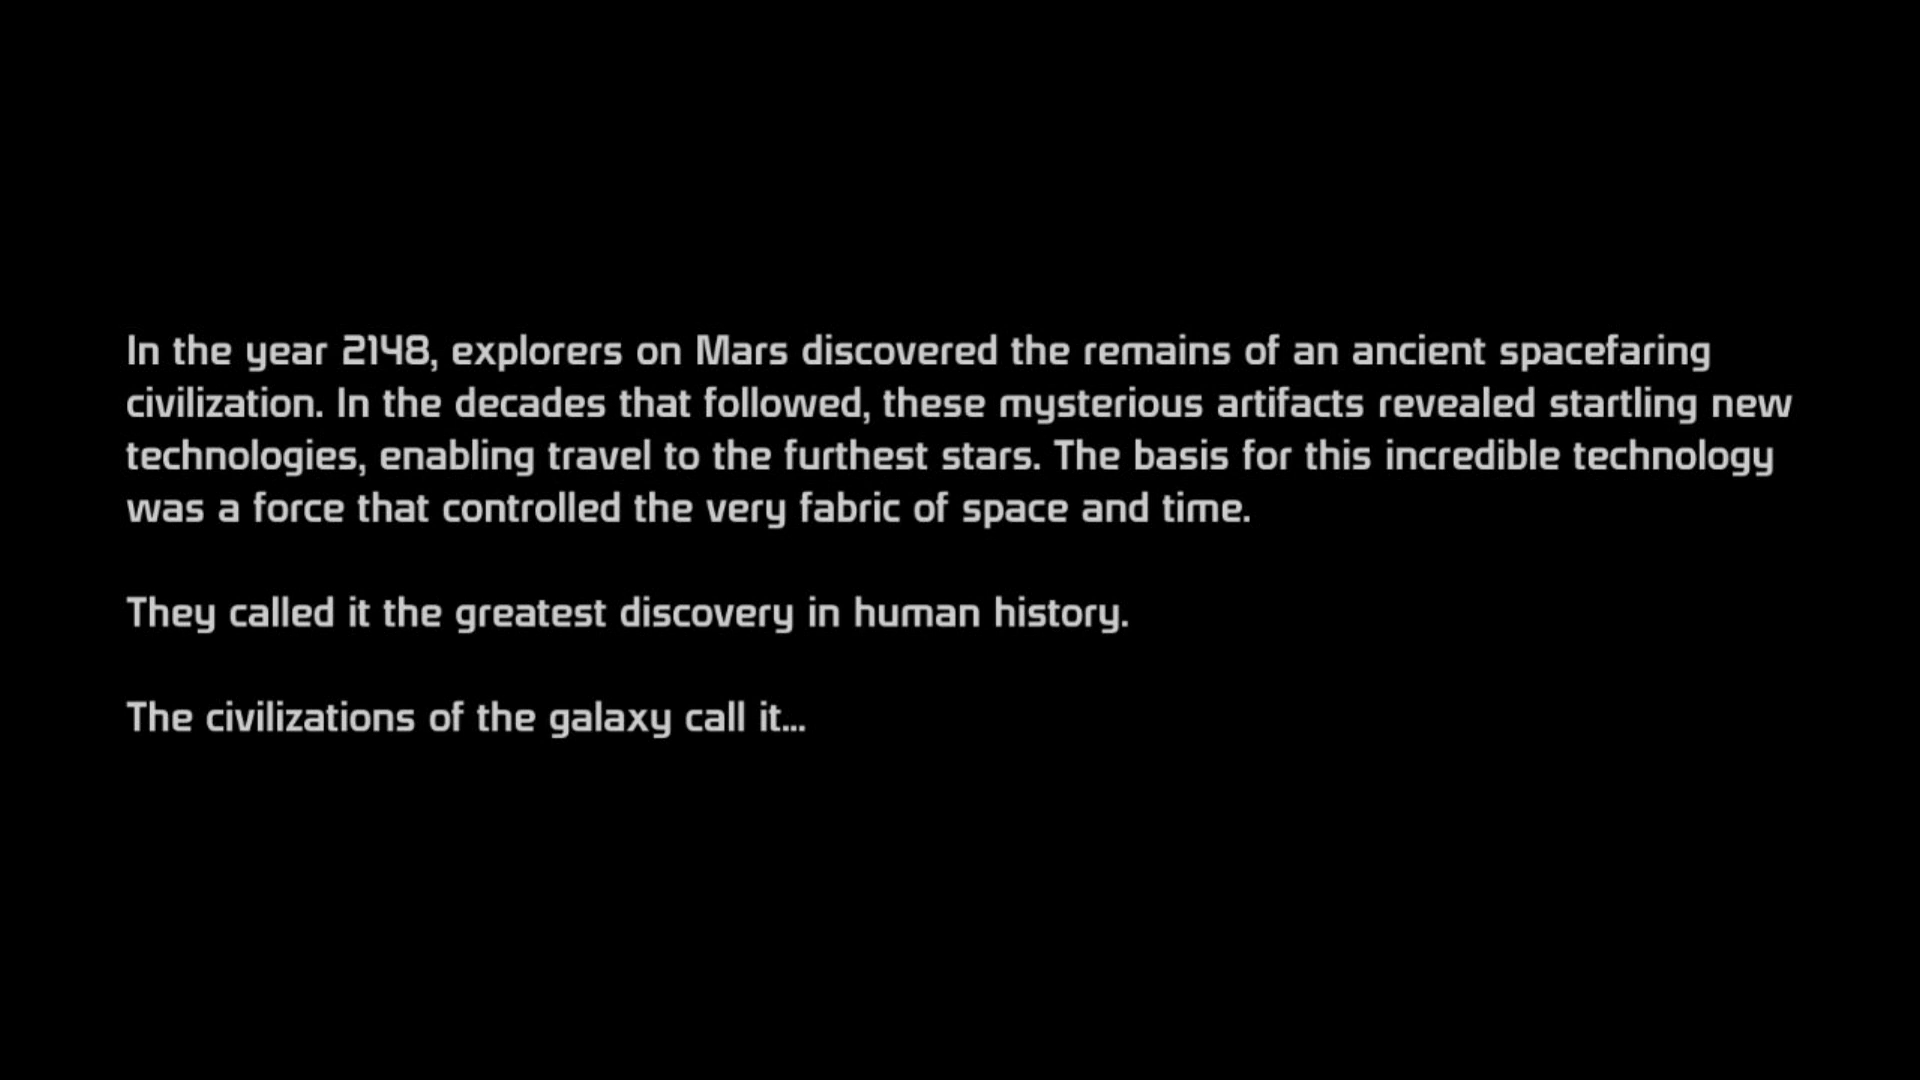 In the year 2148, explorers on Mars discovered the remains of an ancient spacefaring
civilization. In the decades that followed, these mysterious artifacts revealed startling new
technologies, enabling travel to the furthest stars. The basis for this incredible technology
was a force that controlled the very fabric of space and time.
They called it the greatest discovery in human history.
The civilizations of the galaxy call it...